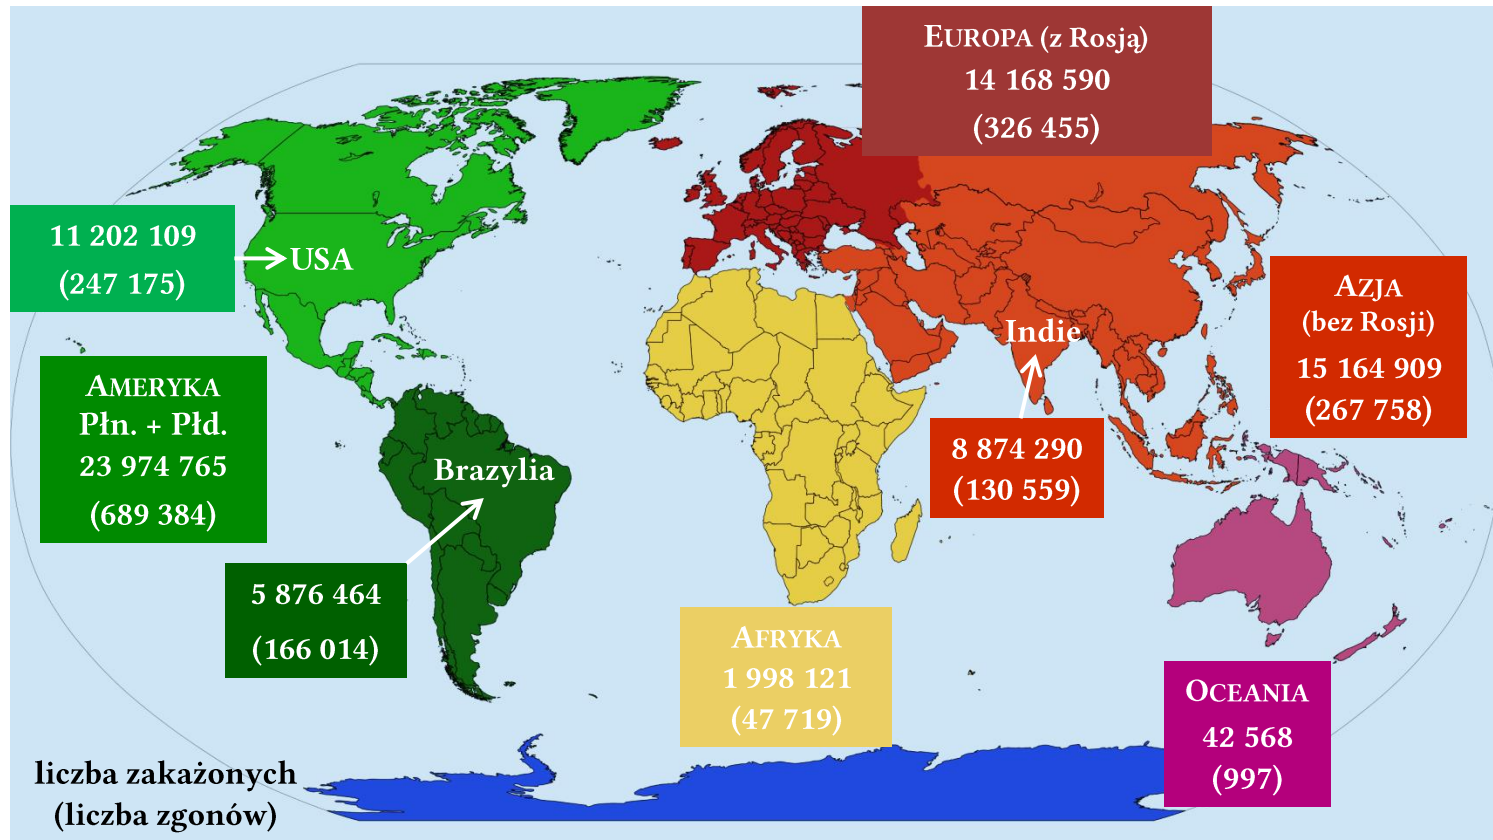 EUROPA (z Rosją)
14 168 590
(326 455)
11 202 109
(247 175)
USA
AZJA
(bez Rosji)
15 164 909
(267 758)
Indie
8 874 290
(130 559)
AMERYKA
Płn. + Płd.
23 974 765
(689 384)
Brazylia
5 876 464
(166 014)
AFRYKA
1 998 121
(47 719)
OCEANIA
42 568
(997)
liczba zakażonych
(liczba zgonów)